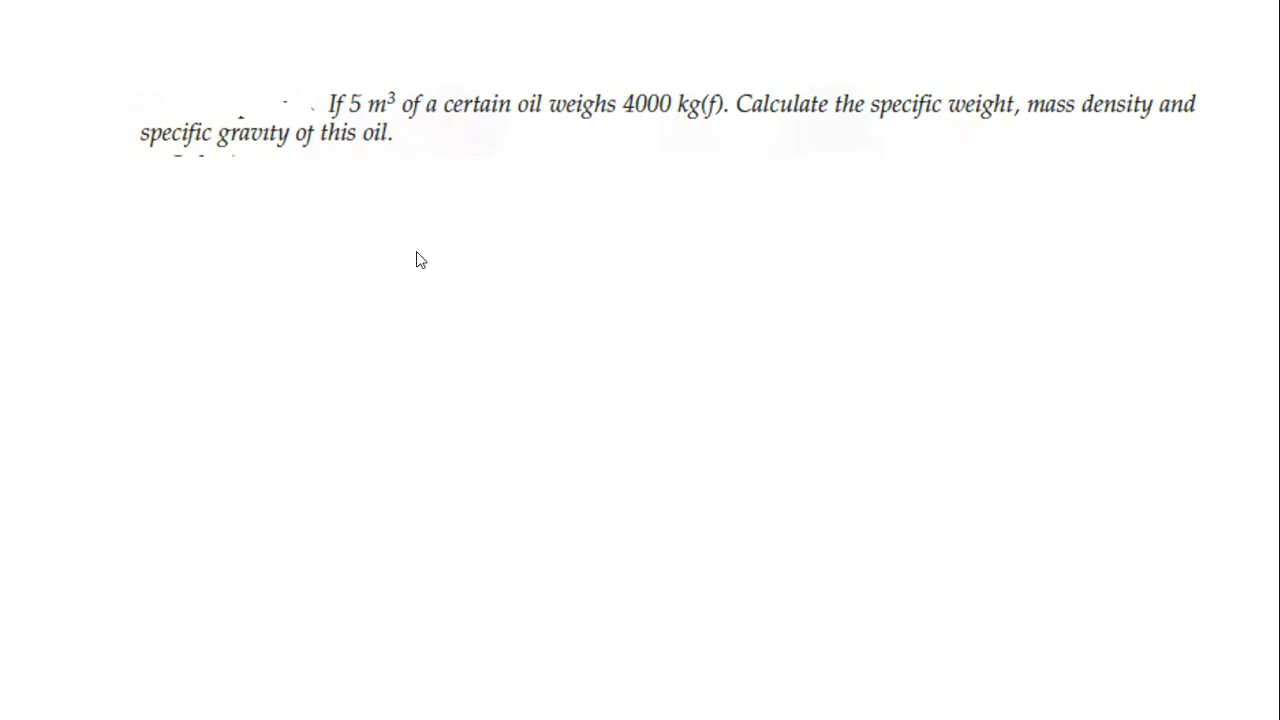 If 5 m³ of a certain oil weighs 4000 kg(f). Calculate the specific weight, mass density and
specific gravity of this oil.